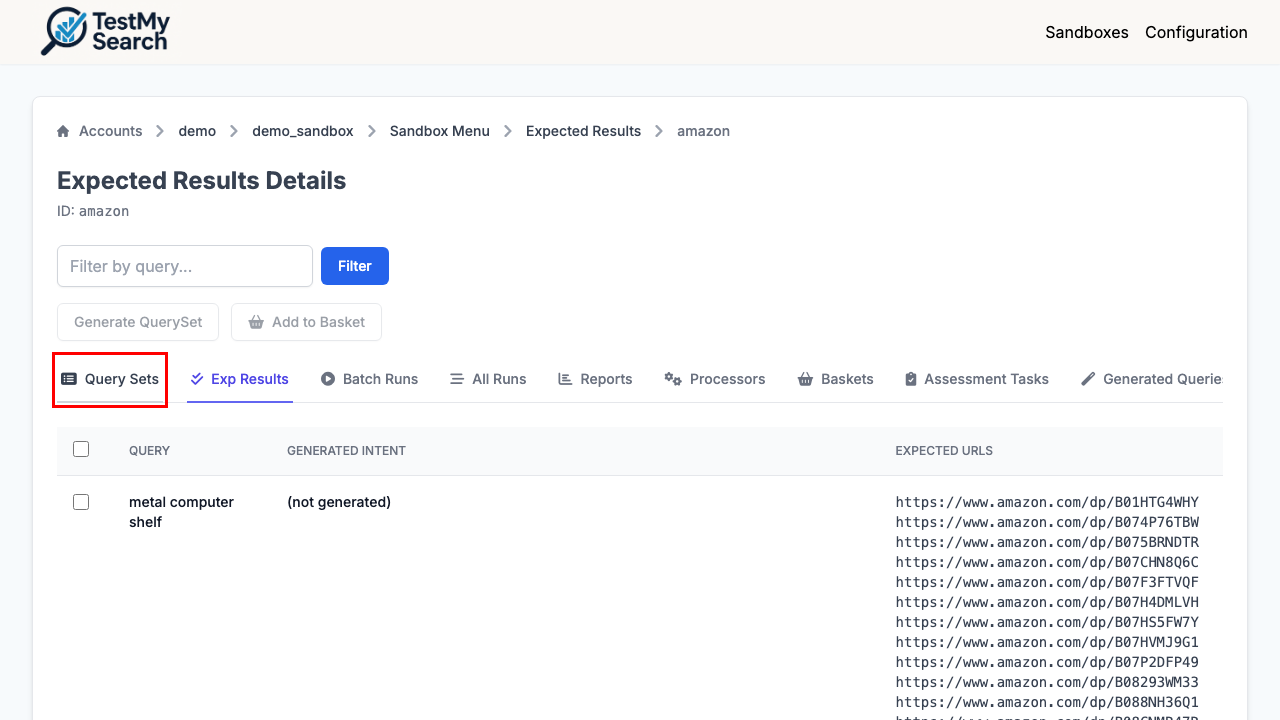 TestMy
Search
Sandboxes Configuration
Accounts demo demo_sandbox Sandbox Menu Expected Results amazon
Expected Results Details
ID: amazon
Filter by query... Filter
Generate QuerySet Add to Basket
Query Sets Exp Results Batch Runs All Runs Reports Processors Baskets Assessment Tasks Generated Querie
QUERY GENERATED INTENT EXPECTED URLS
metal computer (not generated) https://www.amazon.com/dp/B01HTG4WHY
shelf https://www.amazon.com/dp/B074P76TBW
https://www.amazon.com/dp/B075BRNDTR
https://www.amazon.com/dp/B07CHN8Q6C
https://www.amazon.com/dp/B07F3FTVQF
https://www.amazon.com/dp/B07H4DMLVH
https://www.amazon.com/dp/B07HS5FW7Y
https://www.amazon.com/dp/B07HVMJ9G1
https://www.amazon.com/dp/B07P2DFP49
https://www.amazon.com/dp/B08293WM33
https://www.amazon.com/dp/B088NH36Q1